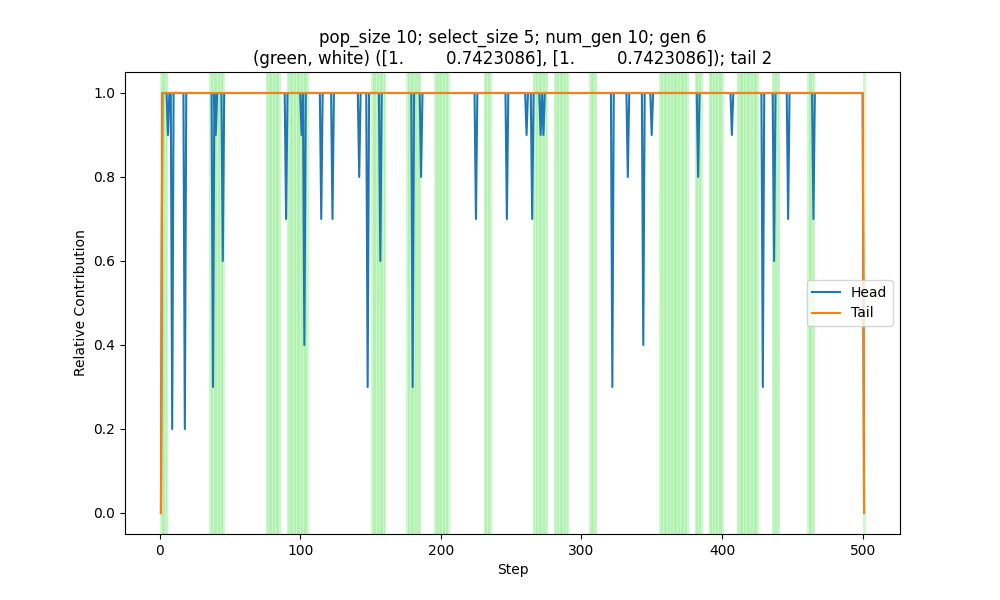 pop_size 10; select_size 5; num_gen 10; gen 6
(green, white) ([1.         0.7423086], [1.         0.7423086]); tail 2
1.0
0.8
0.6
0.4
0.2
0.0
Relative Contribution
Head
Tail
0
100
200
300
400
500
Step